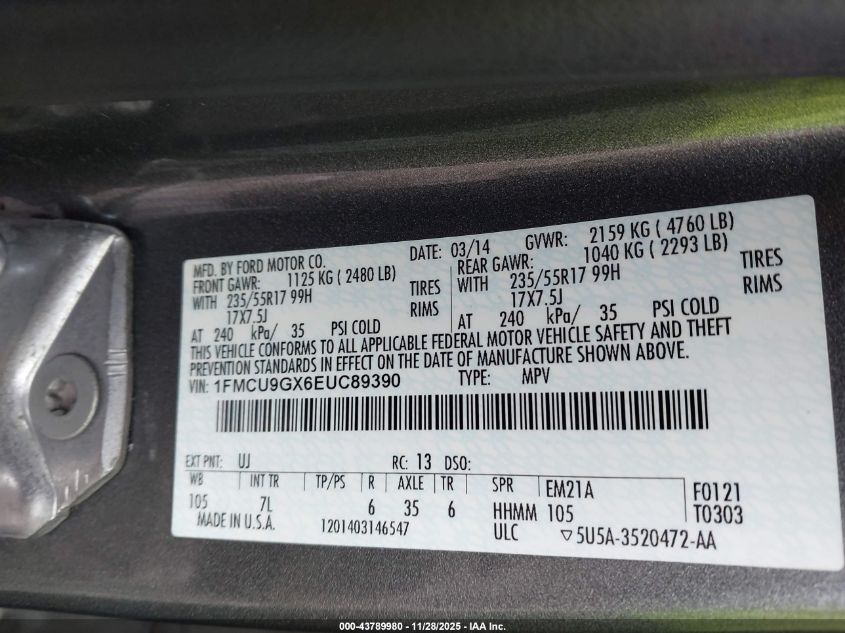 MFD. BY FORD MOTOR CO. DATE: 03/14 GVWR: 2159 KG ( 4760 LB)
FRONT GAWR: 1125 KG ( 2480 LB) REAR GAWR: 1040 KG ( 2293 LB)
WITH 235/55R17 99H TIRES WITH 235/55R17 99H TIRES
17X7.5J RIMS 17X7.5J RIMS
AT 240 kPa/ 35 PSI COLD AT 240 kPa/ 35 PSI COLD
THIS VEHICLE CONFORMS TO ALL APPLICABLE FEDERAL MOTOR VEHICLE SAFETY AND THEFT
PREVENTION STANDARDS IN EFFECT ON THE DATE OF MANUFACTURE SHOWN ABOVE.
VIN: 1FMCU9GX6EUC89390 TYPE: MPV
EXT PNT: UJ RC: 13 DSO:
WB INT TR TP/PS R AXLE TR SPR EM21A F0121
105 7L 6 35 6 HHMM 105 T0303
MADE IN U.S.A. 1201403146547 ULC ▽5U5A-3520472-AA
000-43789980 - 11/28/2025 - IAA Inc.